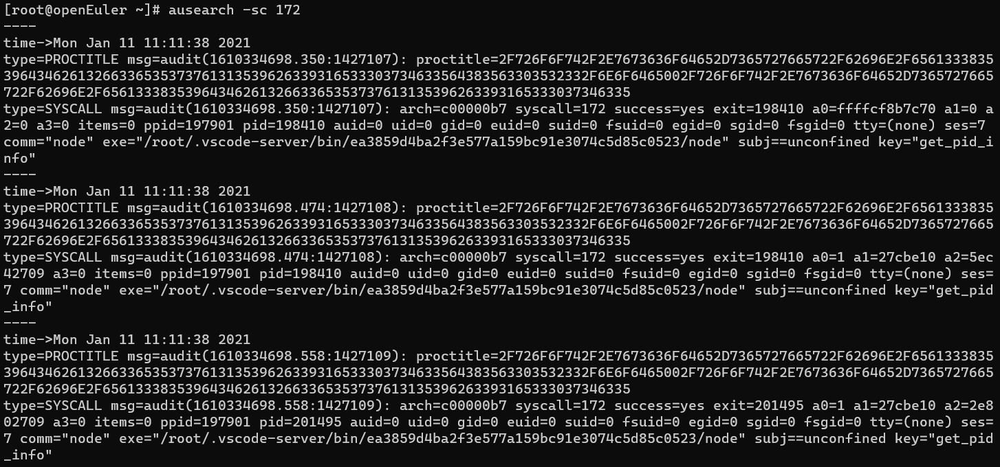 [root@openEuler ~]# ausearch -sc 172
----
time->Mon Jan 11 11:11:38 2021
type=PROCTITLE msg=audit(1610334698.350:1427107): proctitle=2F726F6F742F2E7673636F64652D7365727665722F62696E2F6561333835
39643462613266336535373761313539626339316533303734633564383563303532332F6E6F6465002F726F6F742F2E7673636F64652D7365727665
722F62696E2F6561333835396434626132663365353737613135396263393165333037346335
type=SYSCALL msg=audit(1610334698.350:1427107): arch=c00000b7 syscall=172 success=yes exit=198410 a0=ffffcf8b7c70 a1=0 a
2=0 a3=0 items=0 ppid=197901 pid=198410 auid=0 uid=0 gid=0 euid=0 suid=0 fsuid=0 egid=0 sgid=0 fsgid=0 tty=(none) ses=7
comm="node" exe="/root/.vscode-server/bin/ea3859d4ba2f3e577a159bc91e3074c5d85c0523/node" subj==unconfined key="get_pid_i
nfo"
----
time->Mon Jan 11 11:11:38 2021
type=PROCTITLE msg=audit(1610334698.474:1427108): proctitle=2F726F6F742F2E7673636F64652D7365727665722F62696E2F6561333835
39643462613266336535373761313539626339316533303734633564383563303532332F6E6F6465002F726F6F742F2E7673636F64652D7365727665
722F62696E2F6561333835396434626132663365353737613135396263393165333037346335
type=SYSCALL msg=audit(1610334698.474:1427108): arch=c00000b7 syscall=172 success=yes exit=198410 a0=1 a1=27cbe10 a2=5ec
42709 a3=0 items=0 ppid=197901 pid=198410 auid=0 uid=0 gid=0 euid=0 suid=0 fsuid=0 egid=0 sgid=0 fsgid=0 tty=(none) ses=
7 comm="node" exe="/root/.vscode-server/bin/ea3859d4ba2f3e577a159bc91e3074c5d85c0523/node" subj==unconfined key="get_pid
_info"
----
time->Mon Jan 11 11:11:38 2021
type=PROCTITLE msg=audit(1610334698.558:1427109): proctitle=2F726F6F742F2E7673636F64652D7365727665722F62696E2F6561333835
39643462613266336535373761313539626339316533303734633564383563303532332F6E6F6465002F726F6F742F2E7673636F64652D7365727665
722F62696E2F6561333835396434626132663365353737613135396263393165333037346335
type=SYSCALL msg=audit(1610334698.558:1427109): arch=c00000b7 syscall=172 success=yes exit=201495 a0=1 a1=27cbe10 a2=2e8
02709 a3=0 items=0 ppid=197901 pid=201495 auid=0 uid=0 gid=0 euid=0 suid=0 fsuid=0 egid=0 sgid=0 fsgid=0 tty=(none) ses=
7 comm="node" exe="/root/.vscode-server/bin/ea3859d4ba2f3e577a159bc91e3074c5d85c0523/node" subj==unconfined key="get_pid
_info"